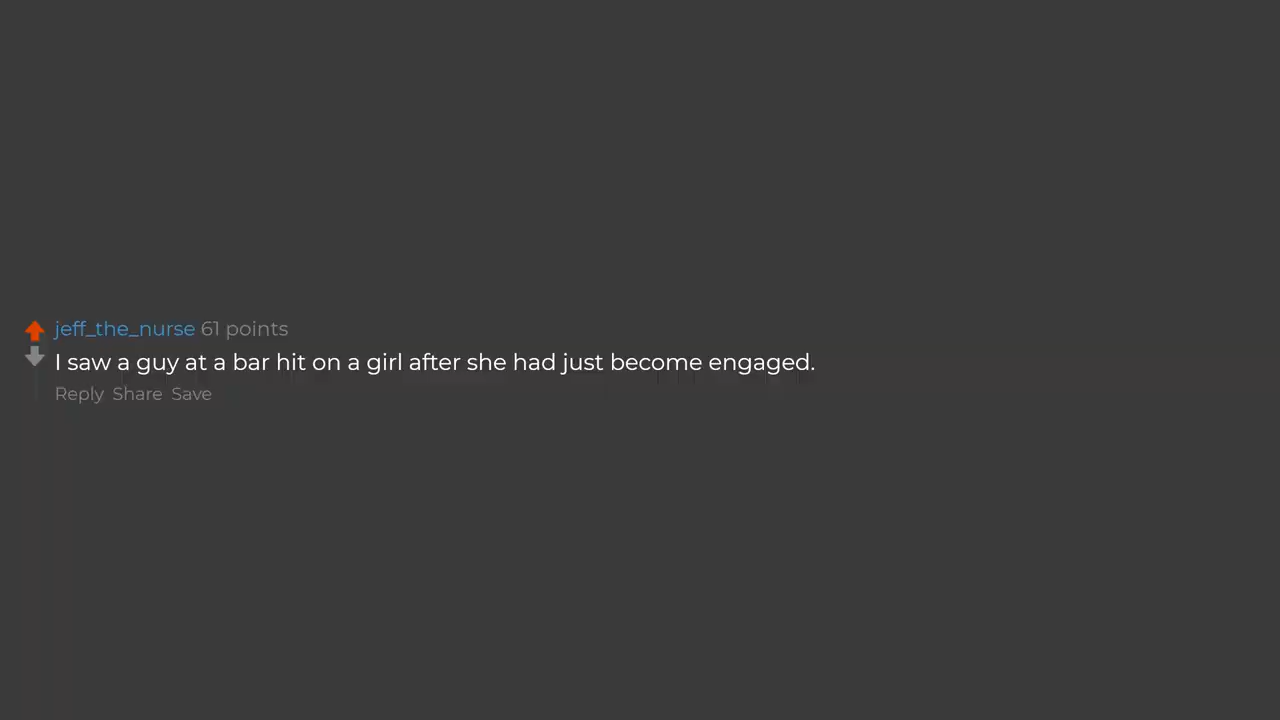 jeff_the_nurse 61 points
I saw a guy at a bar hit on a girl after she had just become engaged.
Reply Share Save